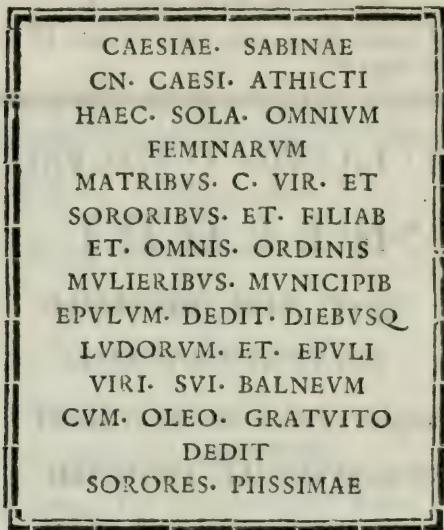 CAESIAE· SABINAE
CN· CAESI· ATHICTI
HAEC· SOLA· OMNIVM
FEMINARVM
MATRIBVS· C· VIR· ET
SORORIBVS· ET· FILIAB
ET· OMNIS· ORDINIS
MVLIERIBVS· MVNICIPIB
EPVLVM· DEDIT· DIEBVSQ
LVDORVM· ET· EPVLI
VIRI· SVI· BALNEVM
CVM· OLEO· GRATVITO
DEDIT
SORORES· PIISSIMAE